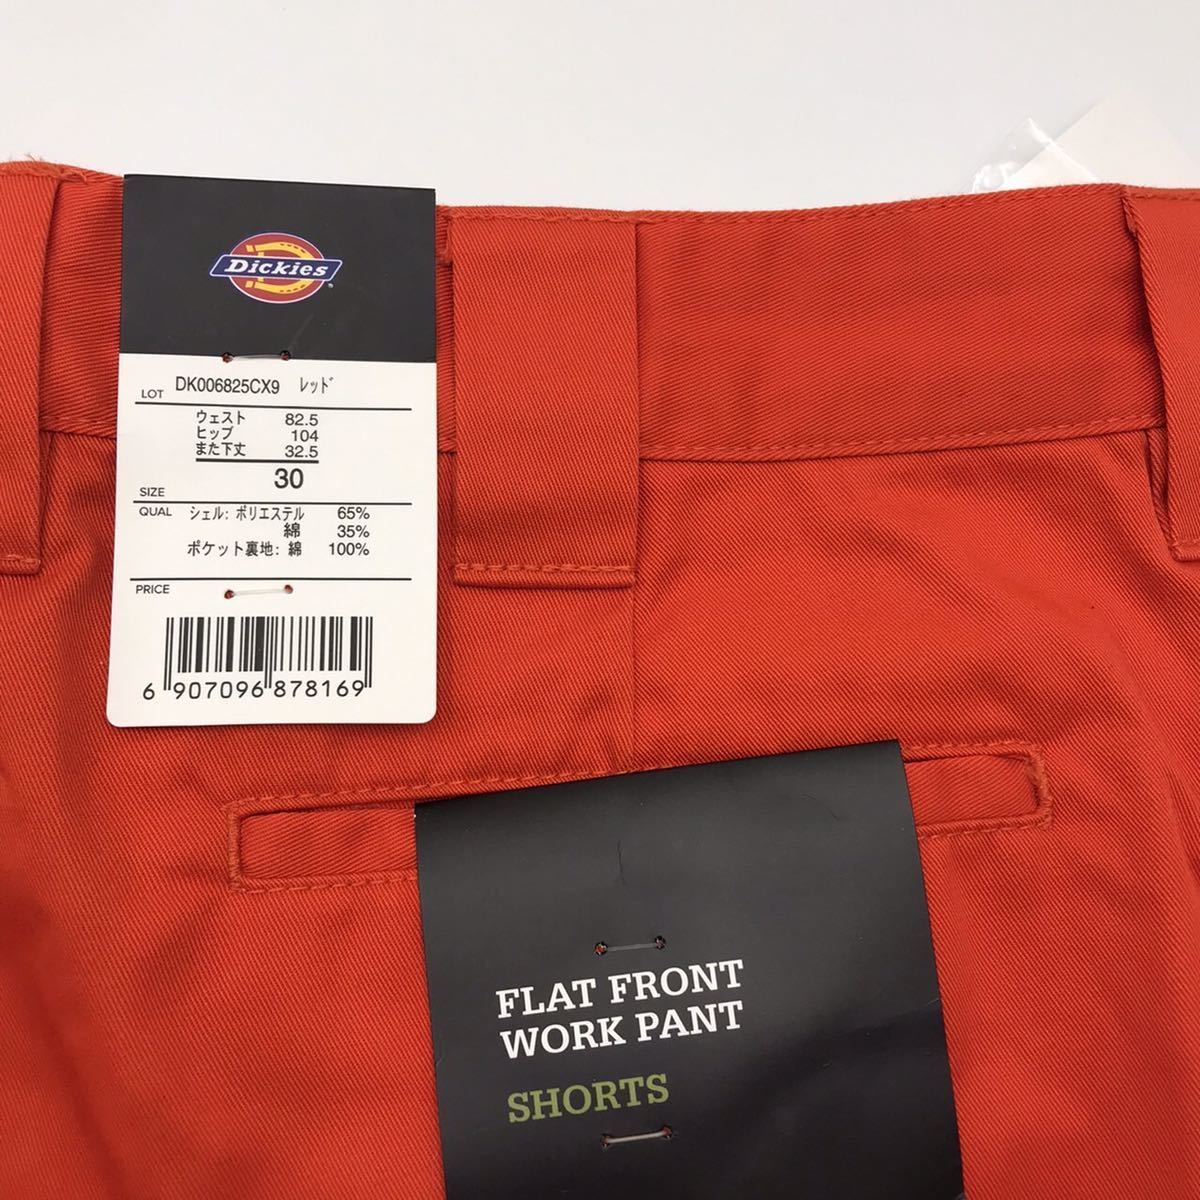 Dickies
LOT DK006825CX9 レッド
ウェスト 82.5
ヒップ 104
また下丈 32.5
SIZE 30
QUAL シェル: ポリエステル 65%
綿 35%
ポケット裏地: 綿 100%
PRICE
6 907096 878169
FLAT FRONT
WORK PANT
SHORTS